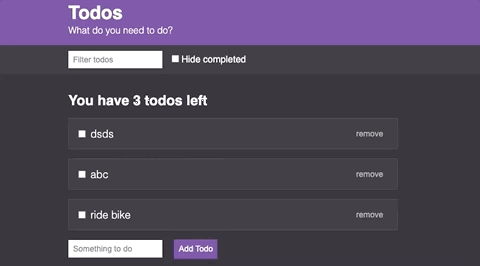 Todos
What do you need to do?
Filter todos
Hide completed
You have 3 todos left
dsds remove
abc remove
ride bike remove
Something to do Add Todo